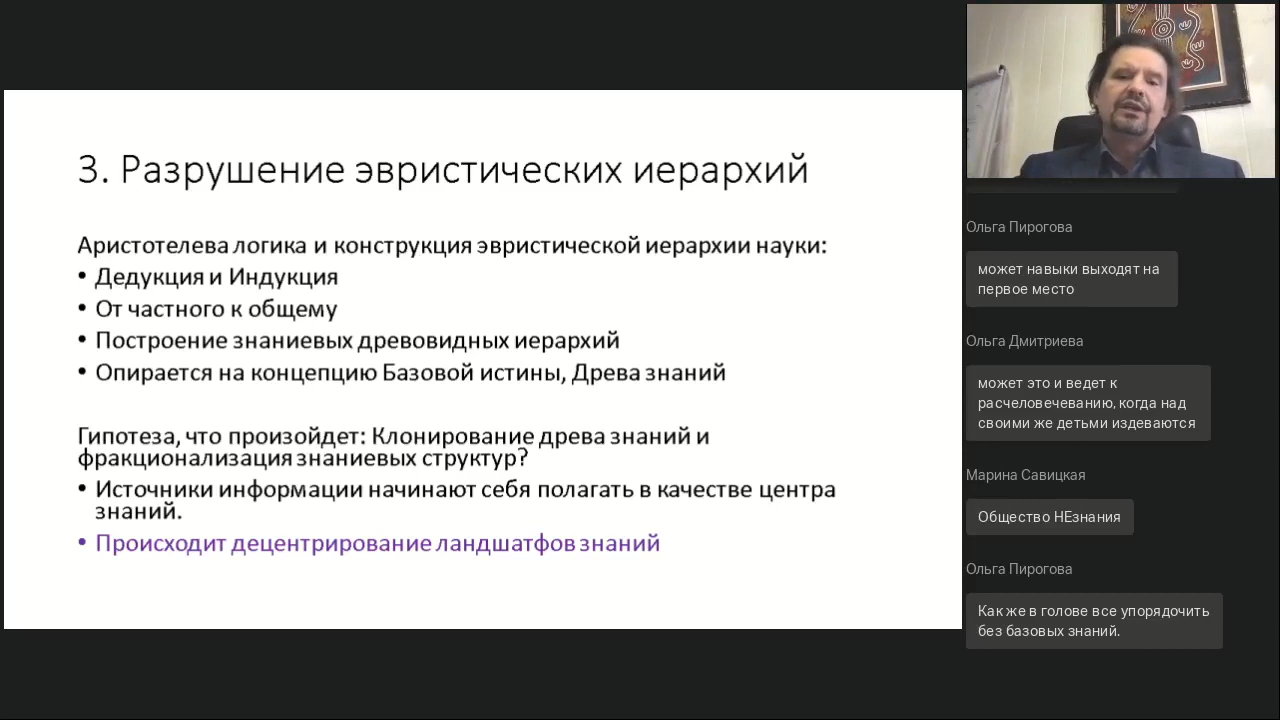 3. Разрушение эвристических иерархий
Аристотелева логика и конструкция эвристической иерархии науки:
• Дедукция и Индукция
• От частного к общему
• Построение знаниевых древовидных иерархий
• Опирается на концепцию Базовой истины, Древа знаний
Гипотеза, что произойдет: Клонирование древа знаний и
фракционализация знаниевых структур?
• Источники информации начинают себя полагать в качестве центра
знаний.
• Происходит децентрирование ландшатфов знаний
Ольга Пирогова
может навыки выходят на
первое место
Ольга Дмитриева
может это и ведет к
расчеловечеванию, когда над
своими же детьми издеваются
Марина Савицкая
Общество НЕзнания
Ольга Пирогова
Как же в голове все упорядочить
без базовых знаний.